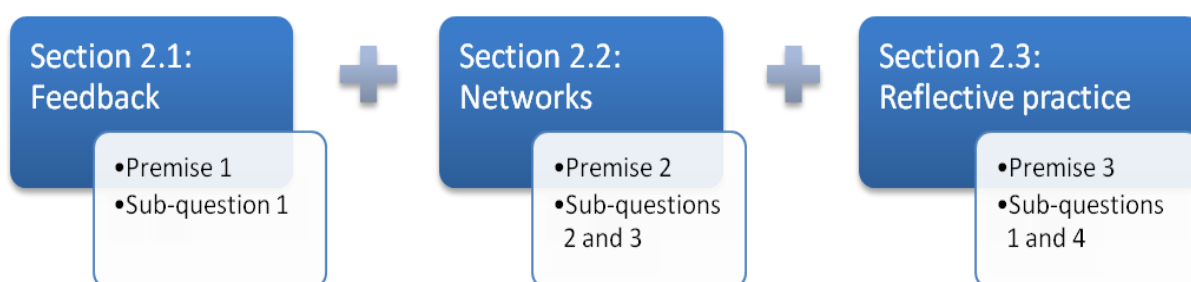 Section 2.1:
Feedback
•Premise 1
•Sub-question 1
Section 2.2:
Networks
•Premise 2
•Sub-questions
2 and 3
Section 2.3:
Reflective practice
•Premise 3
•Sub-questions
1 and 4